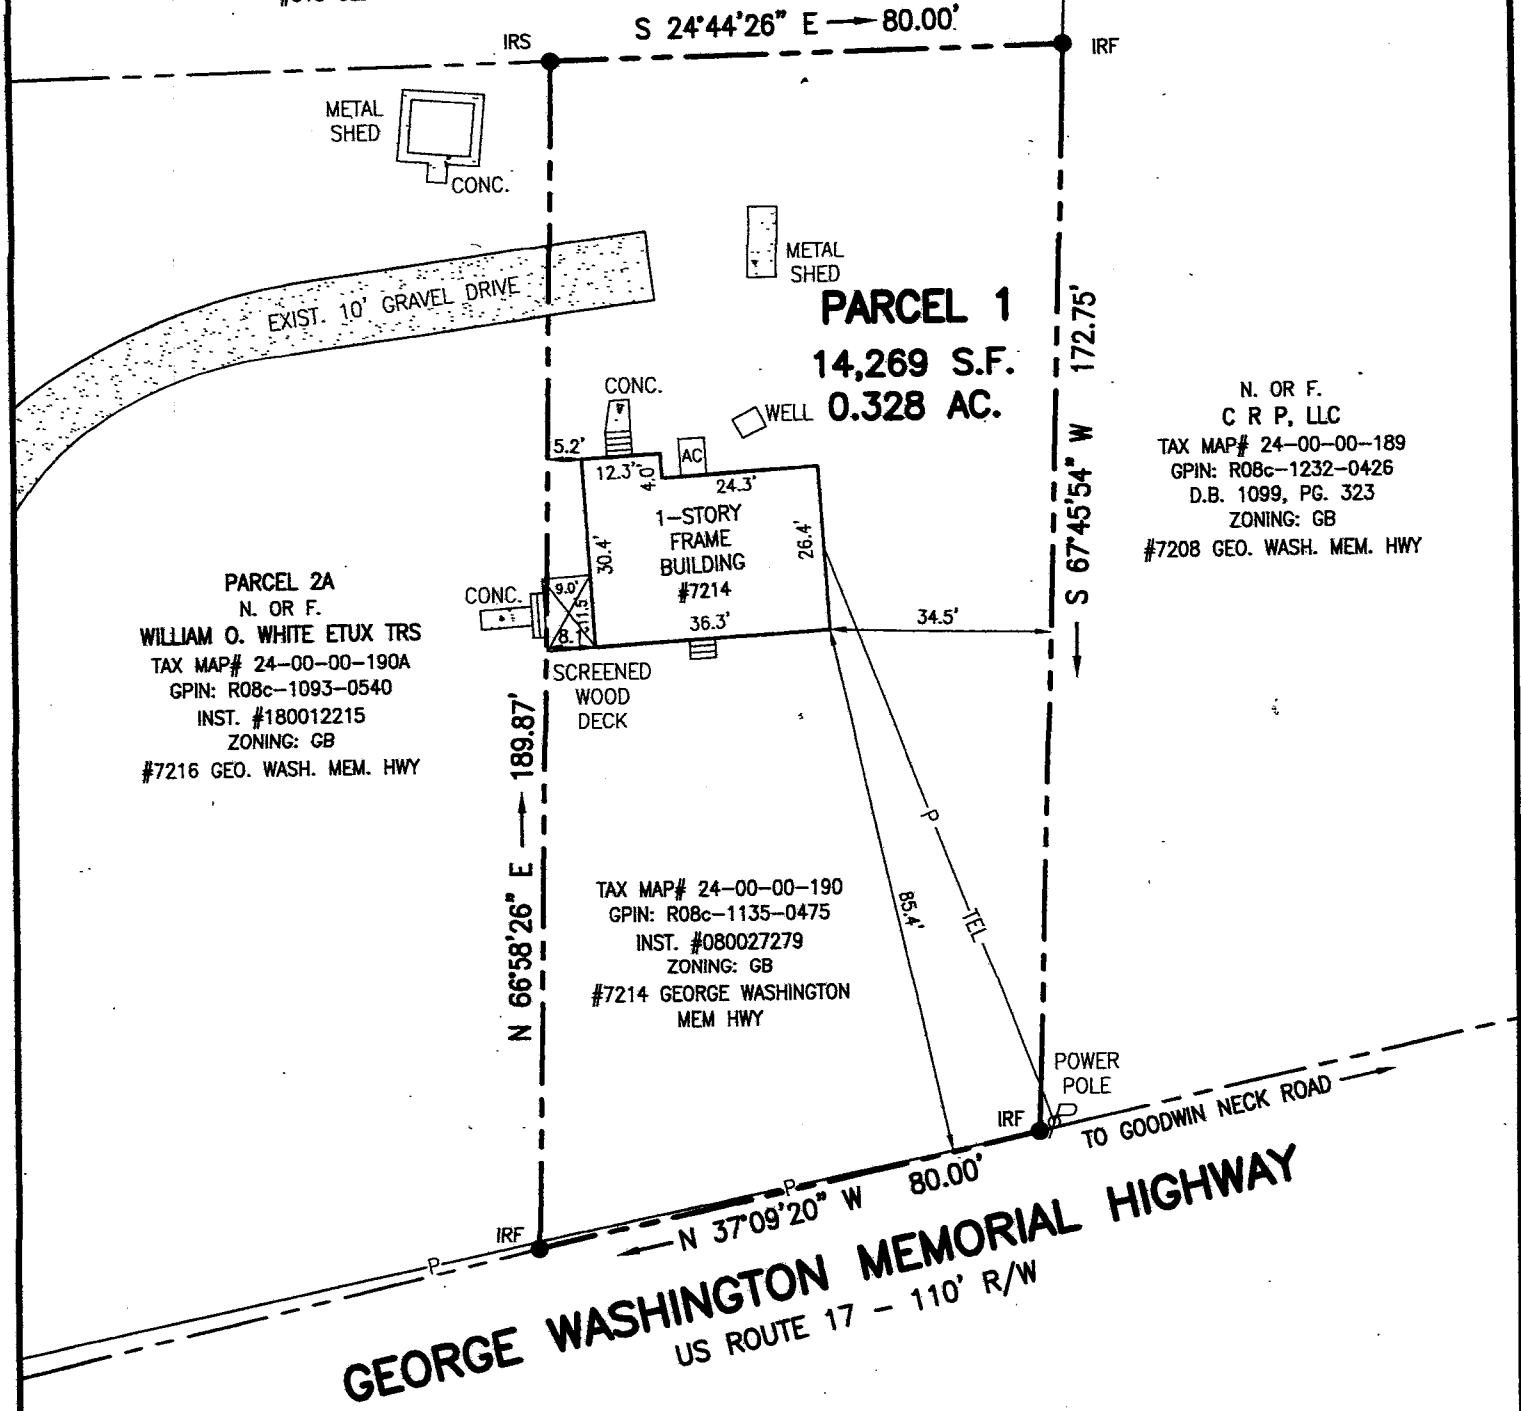 S 24°44'26" E 80.00'
IRS
IRF
METAL
SHED
CONC.
METAL
SHED
EXIST. 10' GRAVEL DRIVE
PARCEL 1
14,269 S.F.
0.328 AC.
172.75'
S 67°45'54" W
CONC.
WELL
AC
5.2'
12.3'
4.0'
24.3'
1-STORY
FRAME
BUILDING
#7214
30.4'
26.4'
36.3'
34.5'
9.0'
11.5'
8.1'
CONC.
SCREENED
WOOD
DECK
N. OR F.
C R P, LLC
TAX MAP# 24-00-00-189
GPIN: R08c-1232-0426
D.B. 1099, PG. 323
ZONING: GB
#7208 GEO. WASH. MEM. HWY
PARCEL 2A
N. OR F.
WILLIAM O. WHITE ETUX TRS
TAX MAP# 24-00-00-190A
GPIN: R08c-1093-0540
INST. #180012215
ZONING: GB
#7216 GEO. WASH. MEM. HWY
N 66°58'26" E 189.87'
P
TEL
85.4'
TAX MAP# 24-00-00-190
GPIN: R08c-1135-0475
INST. #080027279
ZONING: GB
#7214 GEORGE WASHINGTON
MEM HWY
POWER
POLE
IRF
TO GOODWIN NECK ROAD
P
IRF
P
N 37°09'20" W 80.00'
GEORGE WASHINGTON MEMORIAL HIGHWAY
US ROUTE 17 - 110' R/W